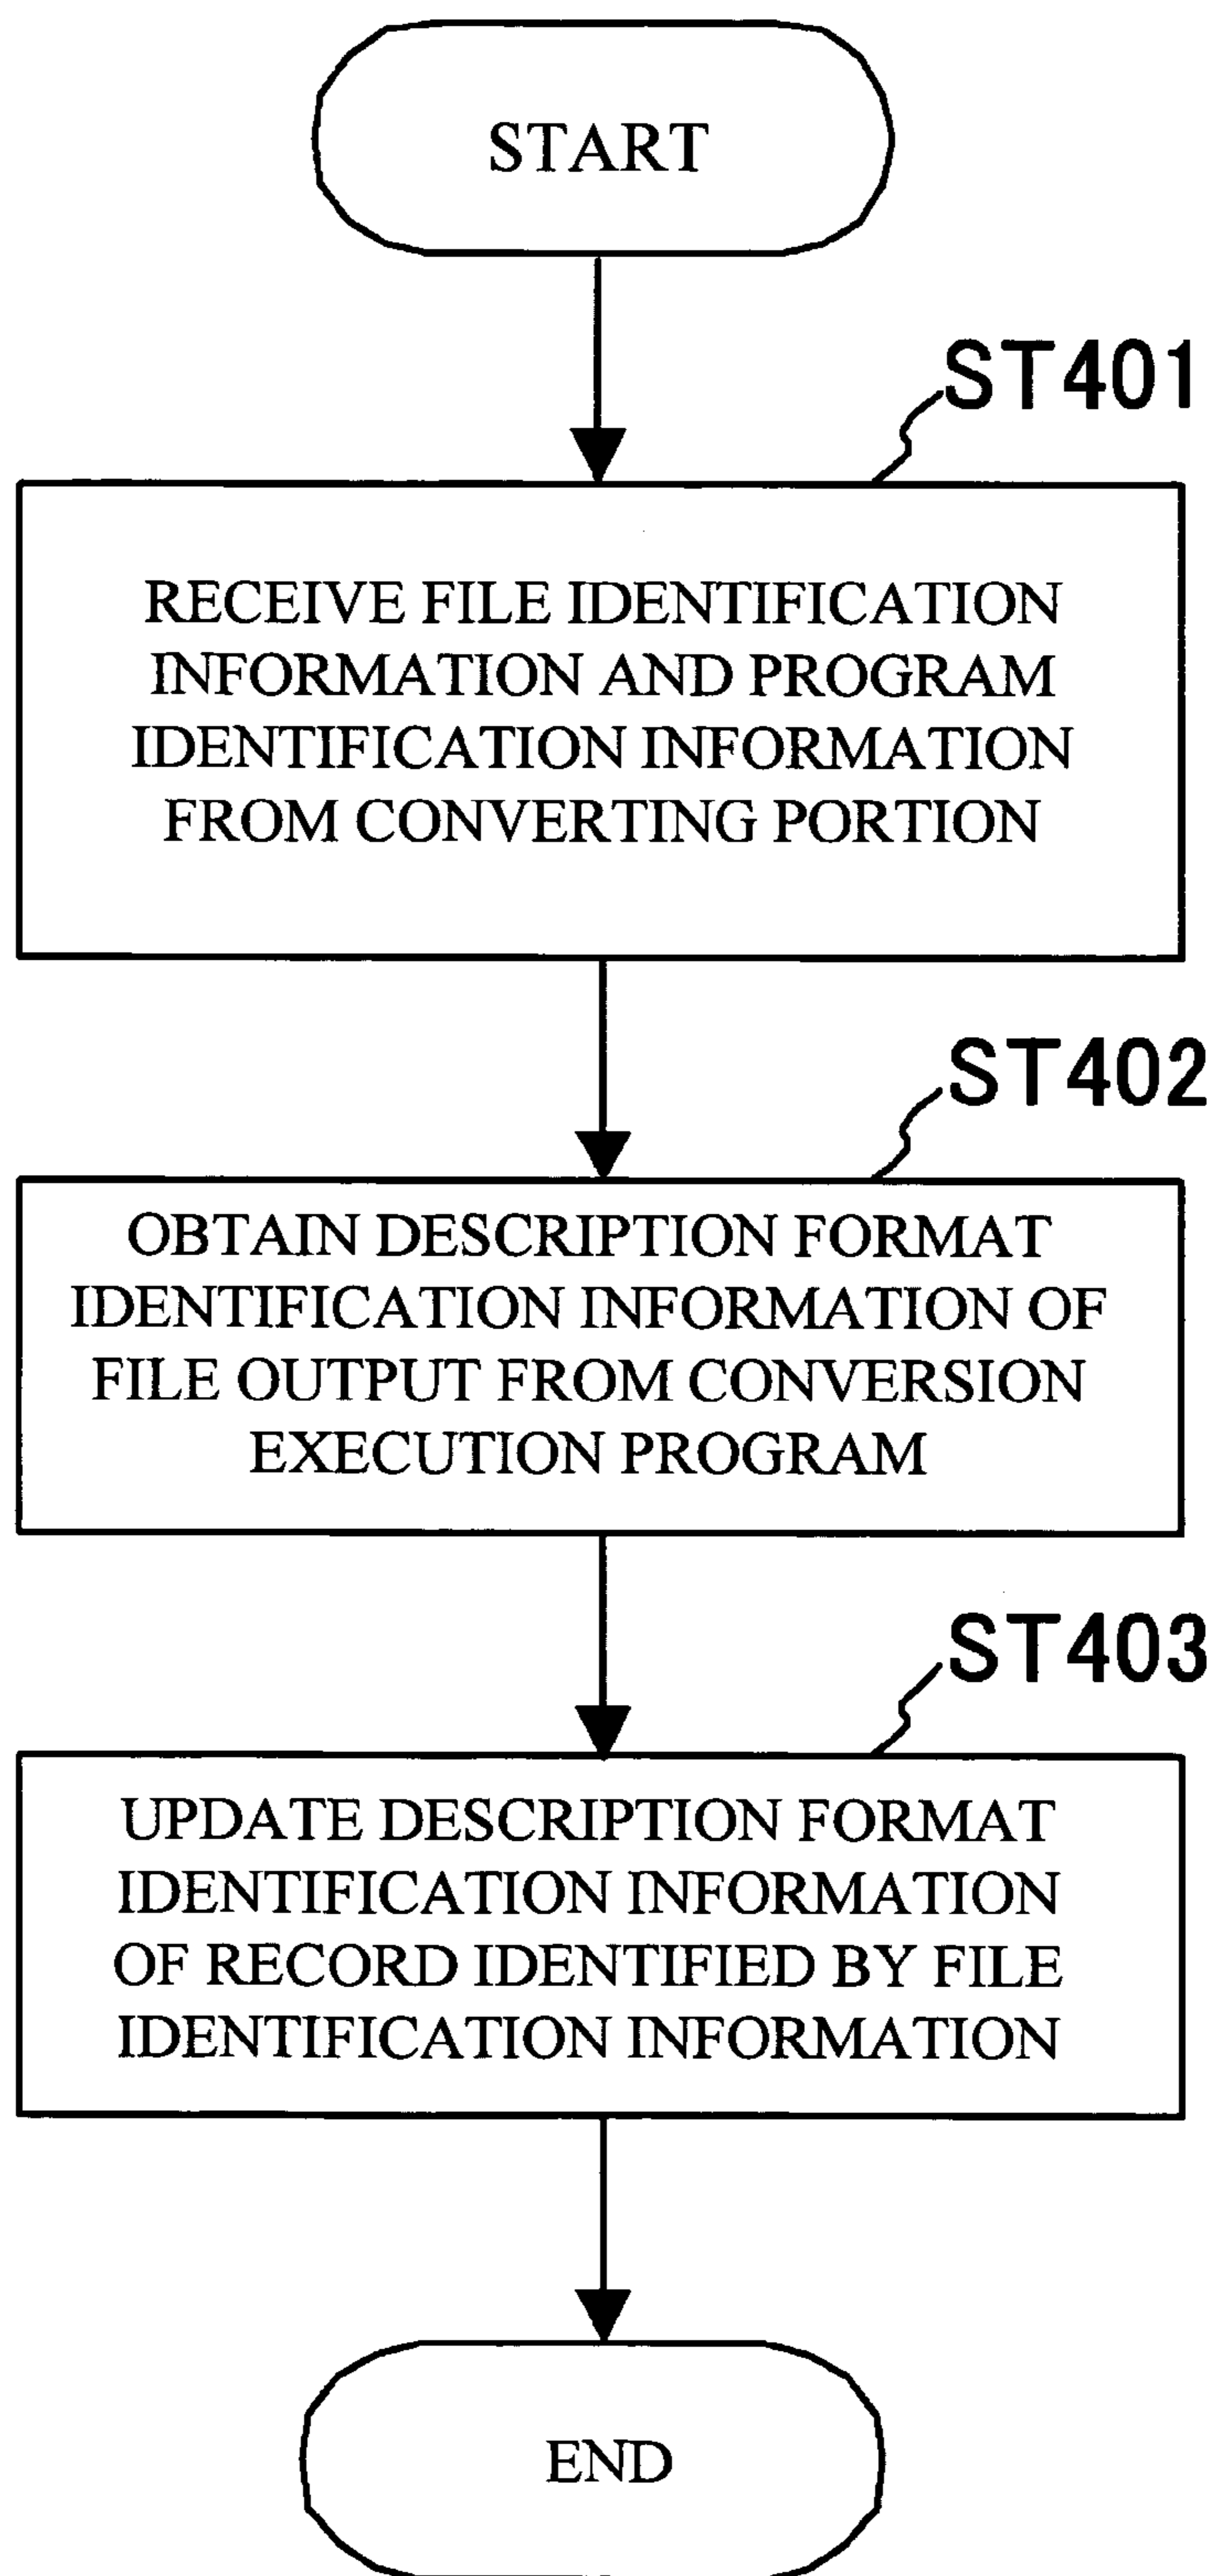 START
ST401
RECEIVE FILE IDENTIFICATION
INFORMATION AND PROGRAM
IDENTIFICATION INFORMATION
FROM CONVERTING PORTION
ST402
OBTAIN DESCRIPTION FORMAT
IDENTIFICATION INFORMATION OF
FILE OUTPUT FROM CONVERSION
EXECUTION PROGRAM
ST403
UPDATE DESCRIPTION FORMAT
IDENTIFICATION INFORMATION
OF RECORD IDENTIFIED BY FILE
IDENTIFICATION INFORMATION
END